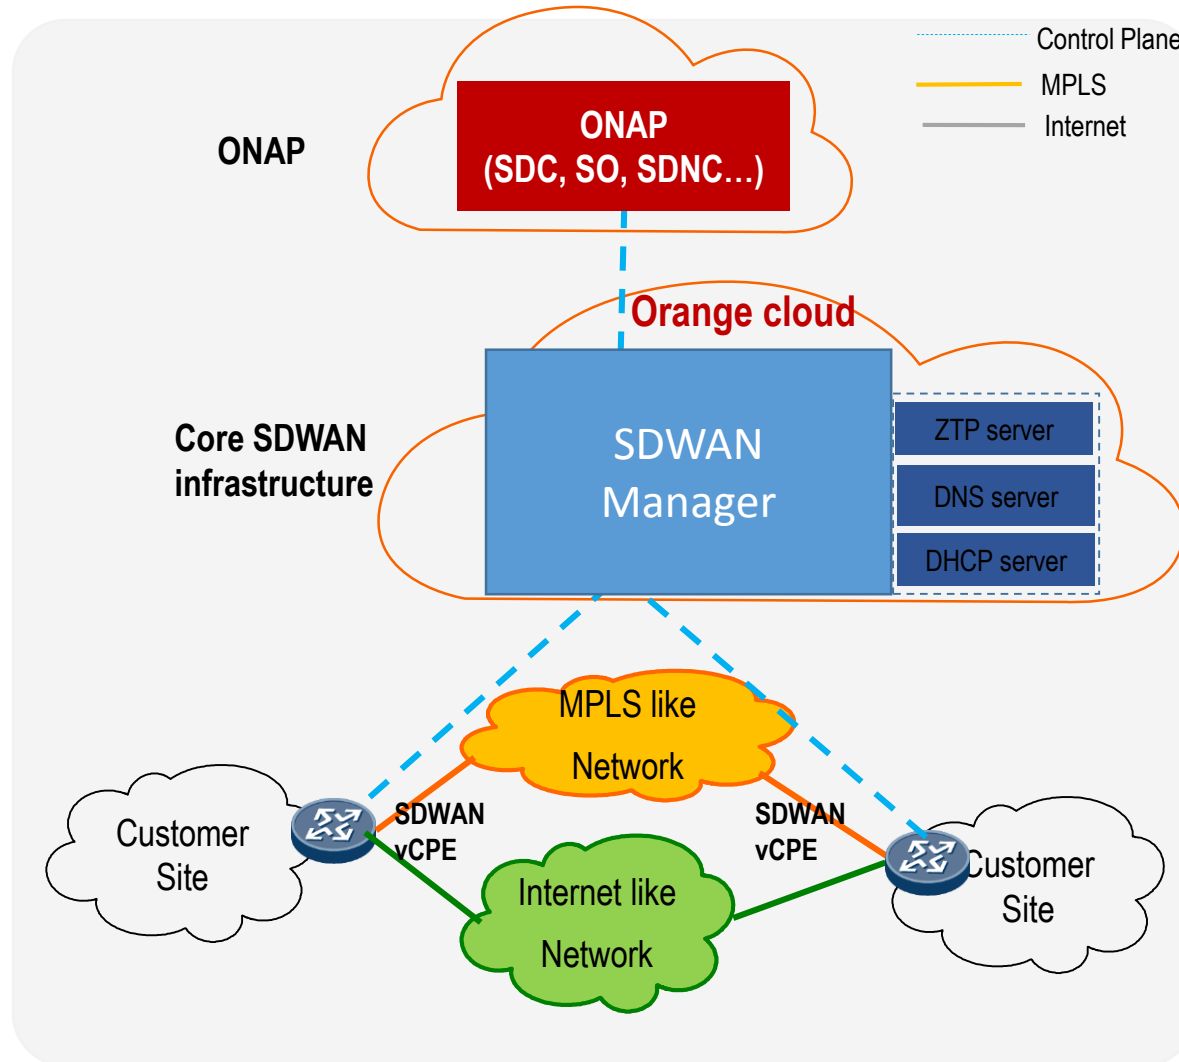 Control Plane
MPLS
Internet
ONAP
ONAP
(SDC, SO, SDNC…)
Orange cloud
Core SDWAN
infrastructure
SDWAN
Manager
ZTP server
DNS server
DHCP server
MPLS like
Network
SDWAN
vCPE
SDWAN
vCPE
Customer
Site
Customer
Site
Internet like
Network